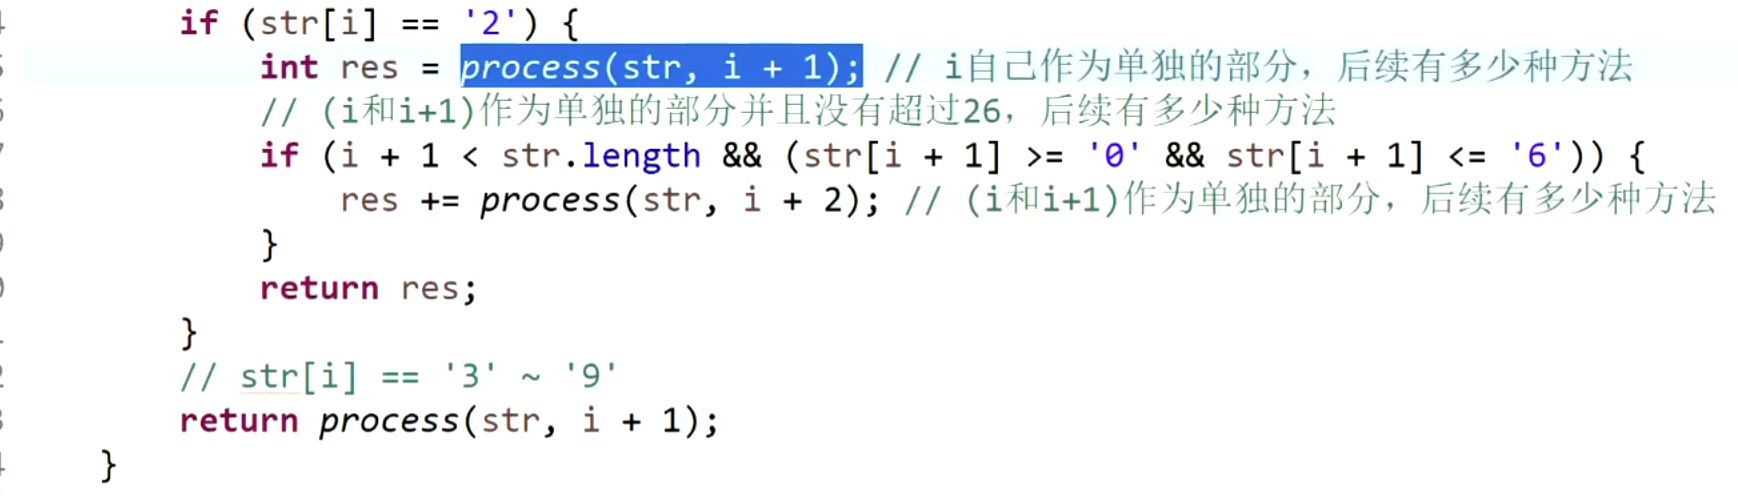 if (str[i] == '2') {
int res = process(str, i + 1); // i自己作为单独的部分，后续有多少种方法
// (i和i+1)作为单独的部分并且没有超过26，后续有多少种方法
if (i + 1 < str.length && (str[i + 1] >= '0' && str[i + 1] <= '6')) {
res += process(str, i + 2); // (i和i+1)作为单独的部分，后续有多少种方法
}
return res;
}
// str[i] == '3' ~ '9'
return process(str, i + 1);
}